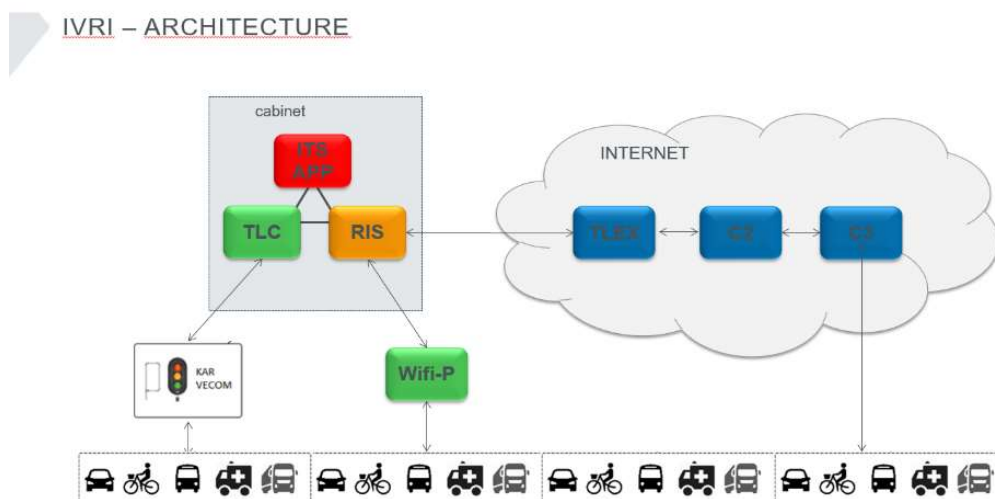 IVRI – ARCHITECTURE
cabinet
ITS
APP
INTERNET
TLC
RIS
TLEX
C2
C3
KAR
VECOM
Wifi-P